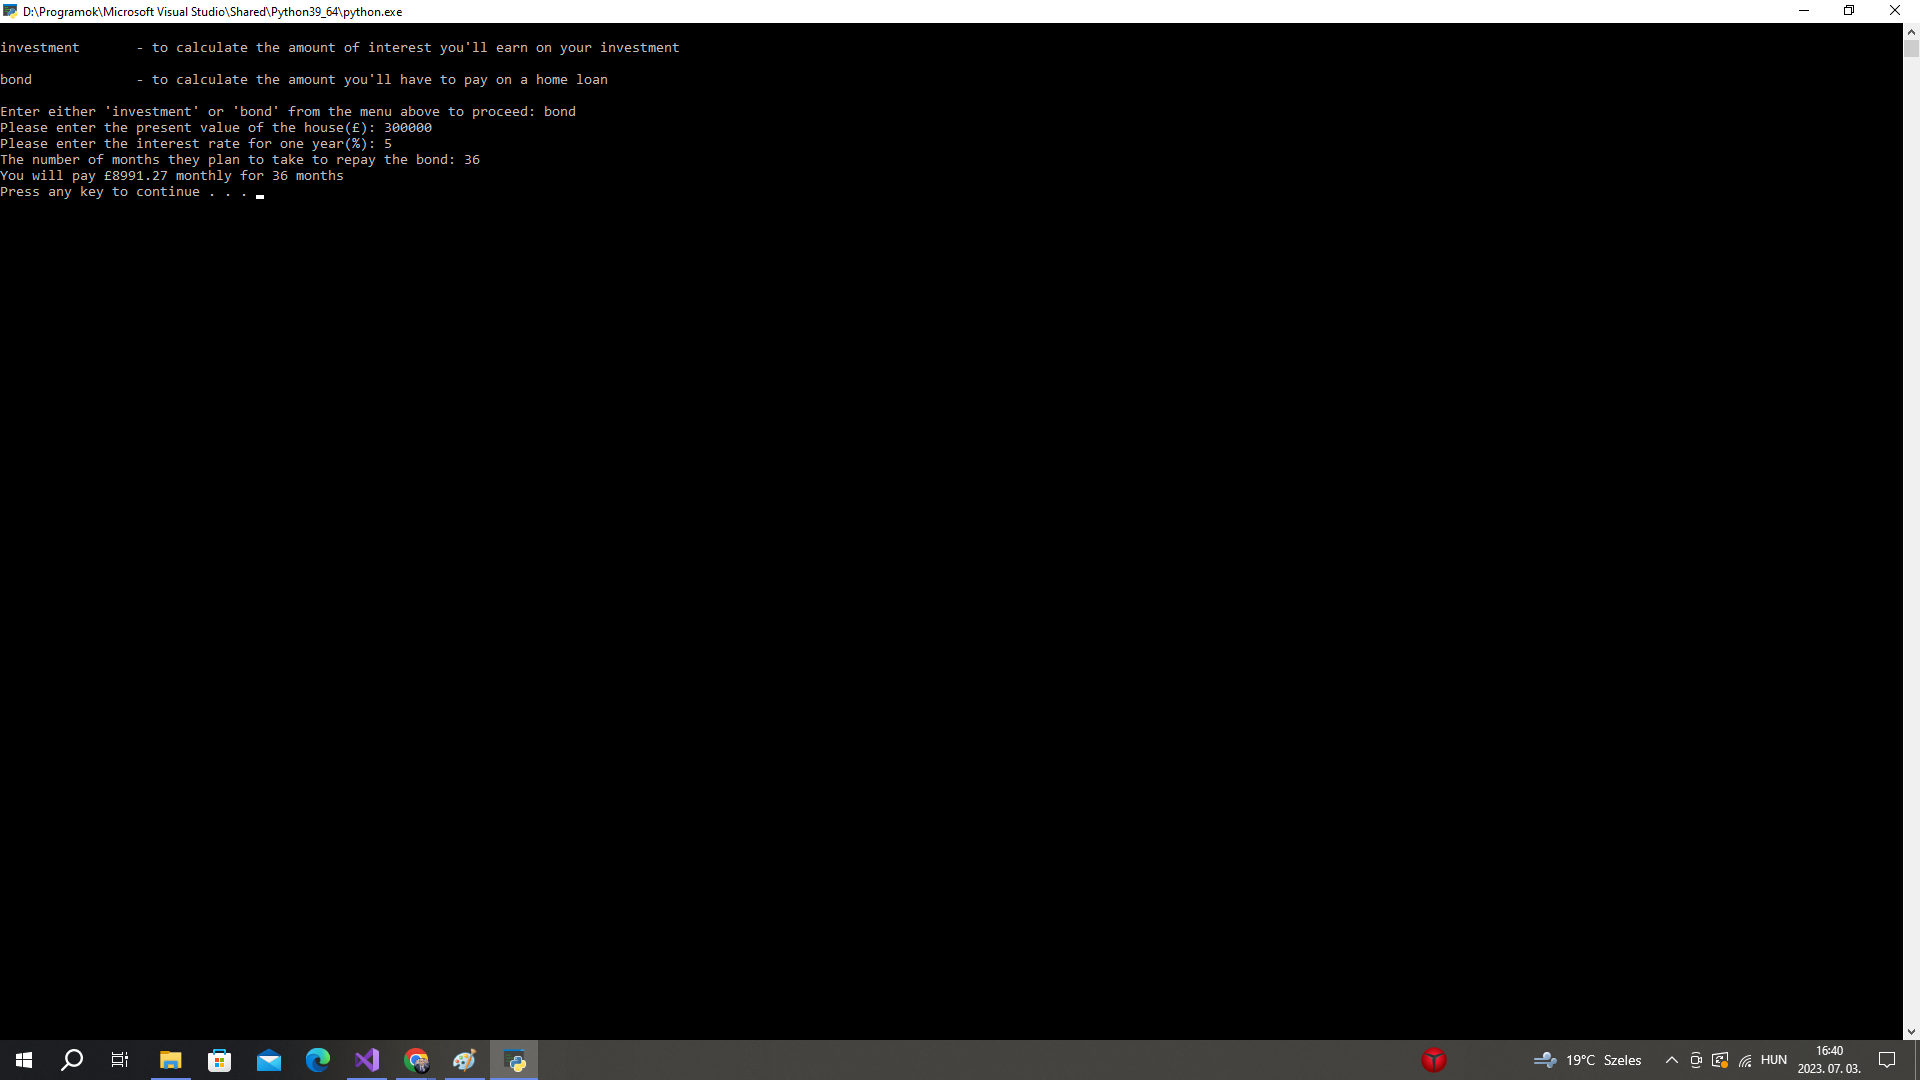 D:\Programok\Microsoft Visual Studio\Shared\Python39_64\python.exe
investment       - to calculate the amount of interest you'll earn on your investment
bond             - to calculate the amount you'll have to pay on a home loan
Enter either 'investment' or 'bond' from the menu above to proceed: bond
Please enter the present value of the house(£): 300000
Please enter the interest rate for one year(%): 5
The number of months they plan to take to repay the bond: 36
You will pay £8991.27 monthly for 36 months
Press any key to continue . . .
19°C Szeles
HUN
16:40
2023. 07. 03.